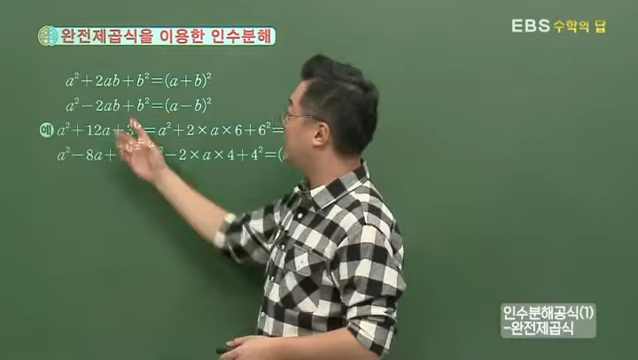 완전제곱식을 이용한 인수분해
EBS 수학의 답
a²+2ab+b²=(a+b)²
a²-2ab+b²=(a-b)²
예 a²+12a+3 =a²+2×a×6+6²=
a²-8a+ -2×a×4+4²=(
인수분해공식(1)
-완전제곱식